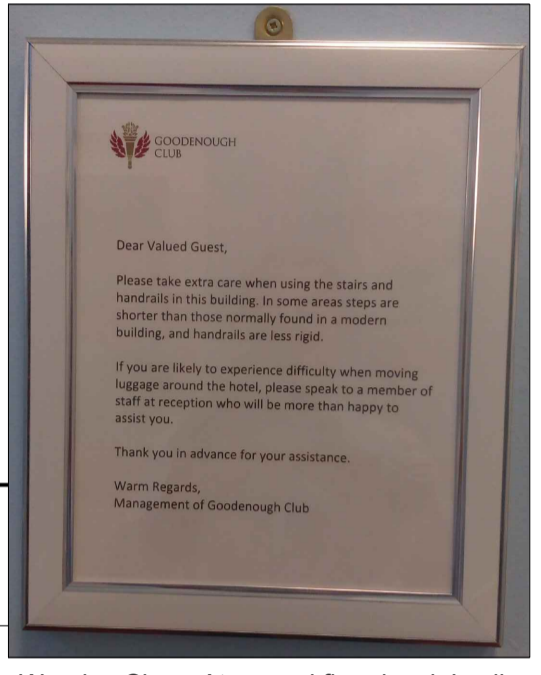 GOODENOUGH
CLUB
Dear Valued Guest,
Please take extra care when using the stairs and
handrails in this building. In some areas steps are
shorter than those normally found in a modern
building, and handrails are less rigid.
If you are likely to experience difficulty when moving
luggage around the hotel, please speak to a member of
staff at reception who will be more than happy to
assist you.
Thank you in advance for your assistance.
Warm Regards,
Management of Goodenough Club